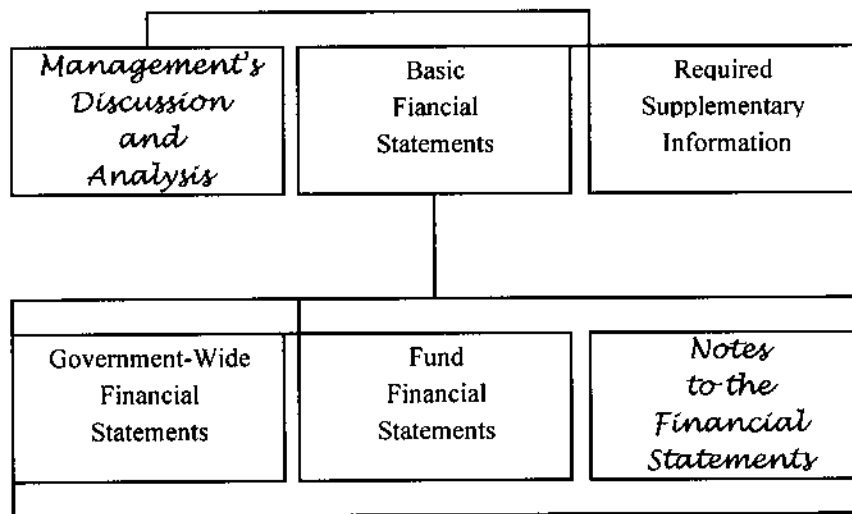 Management's
Discussion
and
Analysis
Basic
Fiancial
Statements
Required
Supplementary
Information
Government-Wide
Financial
Statements
Fund
Financial
Statements
Notes
to the
Financial
Statements